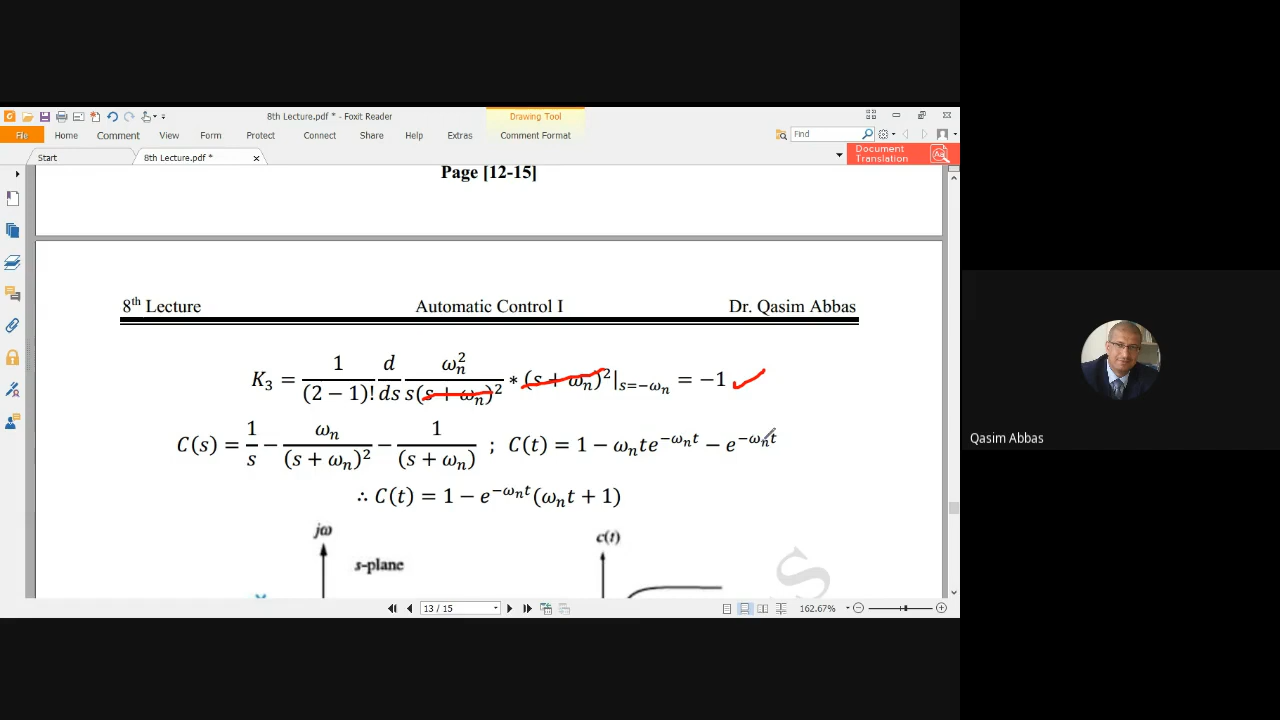 8th Lecture.pdf * - Foxit Reader
Drawing Tool
File Home Comment View Form Protect Connect Share Help Extras Comment Format
Find
Start
8th Lecture.pdf *
Document Translation
Page [12-15]
8th Lecture Automatic Control I Dr. Qasim Abbas
K₃ = 1/(2 − 1)! d/ds ωₙ²/s(s + ωₙ)² * (s + ωₙ)²|s=−ωₙ = −1
C(s) = 1/s − ωₙ/(s + ωₙ)² − 1/(s + ωₙ) ; C(t) = 1 − ωₙte^(−ωₙt) − e^(−ωₙt)
∴ C(t) = 1 − e^(−ωₙt)(ωₙt + 1)
jω
s-plane
c(t)
S
13 / 15
162.67%
Qasim Abbas